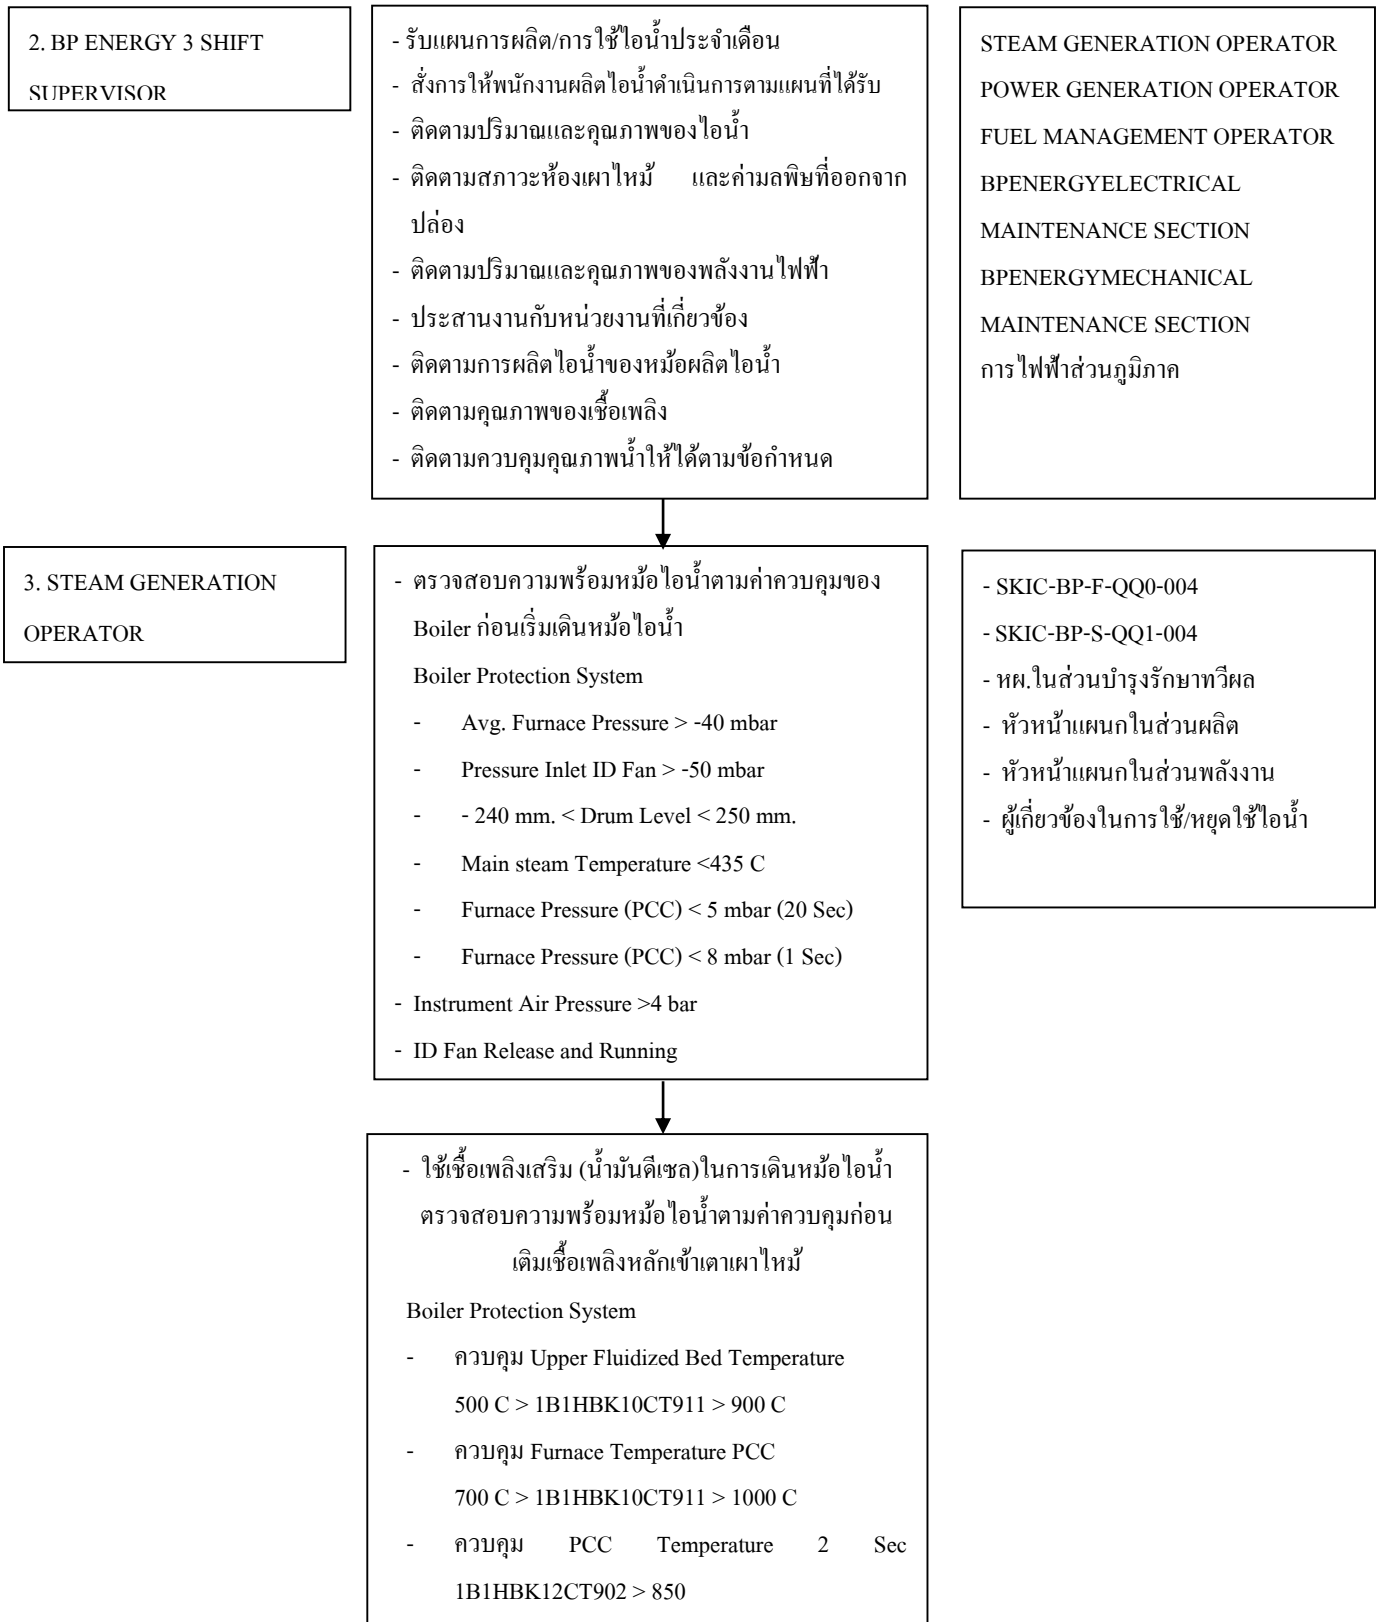 2. BP ENERGY 3 SHIFT
SUPERVISOR
- รับแผนการผลิต/การใช้ไอน้ำประจำเดือน
- สั่งการให้พนักงานผลิตไอน้ำดำเนินการตามแผนที่ได้รับ
- ติดตามปริมาณและคุณภาพของไอน้ำ
- ติดตามสภาวะห้องเผาไหม้ และค่ามลพิษที่ออกจาก
ปล่อง
- ติดตามปริมาณและคุณภาพของพลังงานไฟฟ้า
- ประสานงานกับหน่วยงานที่เกี่ยวข้อง
- ติดตามการผลิตไอน้ำของหม้อผลิตไอน้ำ
- ติดตามคุณภาพของเชื้อเพลิง
- ติดตามควบคุมคุณภาพน้ำให้ได้ตามข้อกำหนด
STEAM GENERATION OPERATOR
POWER GENERATION OPERATOR
FUEL MANAGEMENT OPERATOR
BPENERGYELECTRICAL
MAINTENANCE SECTION
BPENERGYMECHANICAL
MAINTENANCE SECTION
การไฟฟ้าส่วนภูมิภาค
3. STEAM GENERATION
OPERATOR
- ตรวจสอบความพร้อมหม้อไอน้ำตามค่าควบคุมของ
Boiler ก่อนเริ่มเดินหม้อไอน้ำ
Boiler Protection System
- Avg. Furnace Pressure > -40 mbar
- Pressure Inlet ID Fan > -50 mbar
- - 240 mm. < Drum Level < 250 mm.
- Main steam Temperature <435 C
- Furnace Pressure (PCC) < 5 mbar (20 Sec)
- Furnace Pressure (PCC) < 8 mbar (1 Sec)
- Instrument Air Pressure >4 bar
- ID Fan Release and Running
- SKIC-BP-F-QQ0-004
- SKIC-BP-S-QQ1-004
- หผ.ในส่วนบำรุงรักษาทวีผล
- หัวหน้าแผนกในส่วนผลิต
- หัวหน้าแผนกในส่วนพลังงาน
- ผู้เกี่ยวข้องในการใช้/หยุดใช้ไอน้ำ
- ใช้เชื้อเพลิงเสริม (น้ำมันดีเซล)ในการเดินหม้อไอน้ำ
ตรวจสอบความพร้อมหม้อไอน้ำตามค่าควบคุมก่อน
เติมเชื้อเพลิงหลักเข้าเตาเผาไหม้
Boiler Protection System
- ควบคุม Upper Fluidized Bed Temperature
500 C > 1B1HBK10CT911 > 900 C
- ควบคุม Furnace Temperature PCC
700 C > 1B1HBK10CT911 > 1000 C
- ควบคุม PCC Temperature 2 Sec
1B1HBK12CT902 > 850